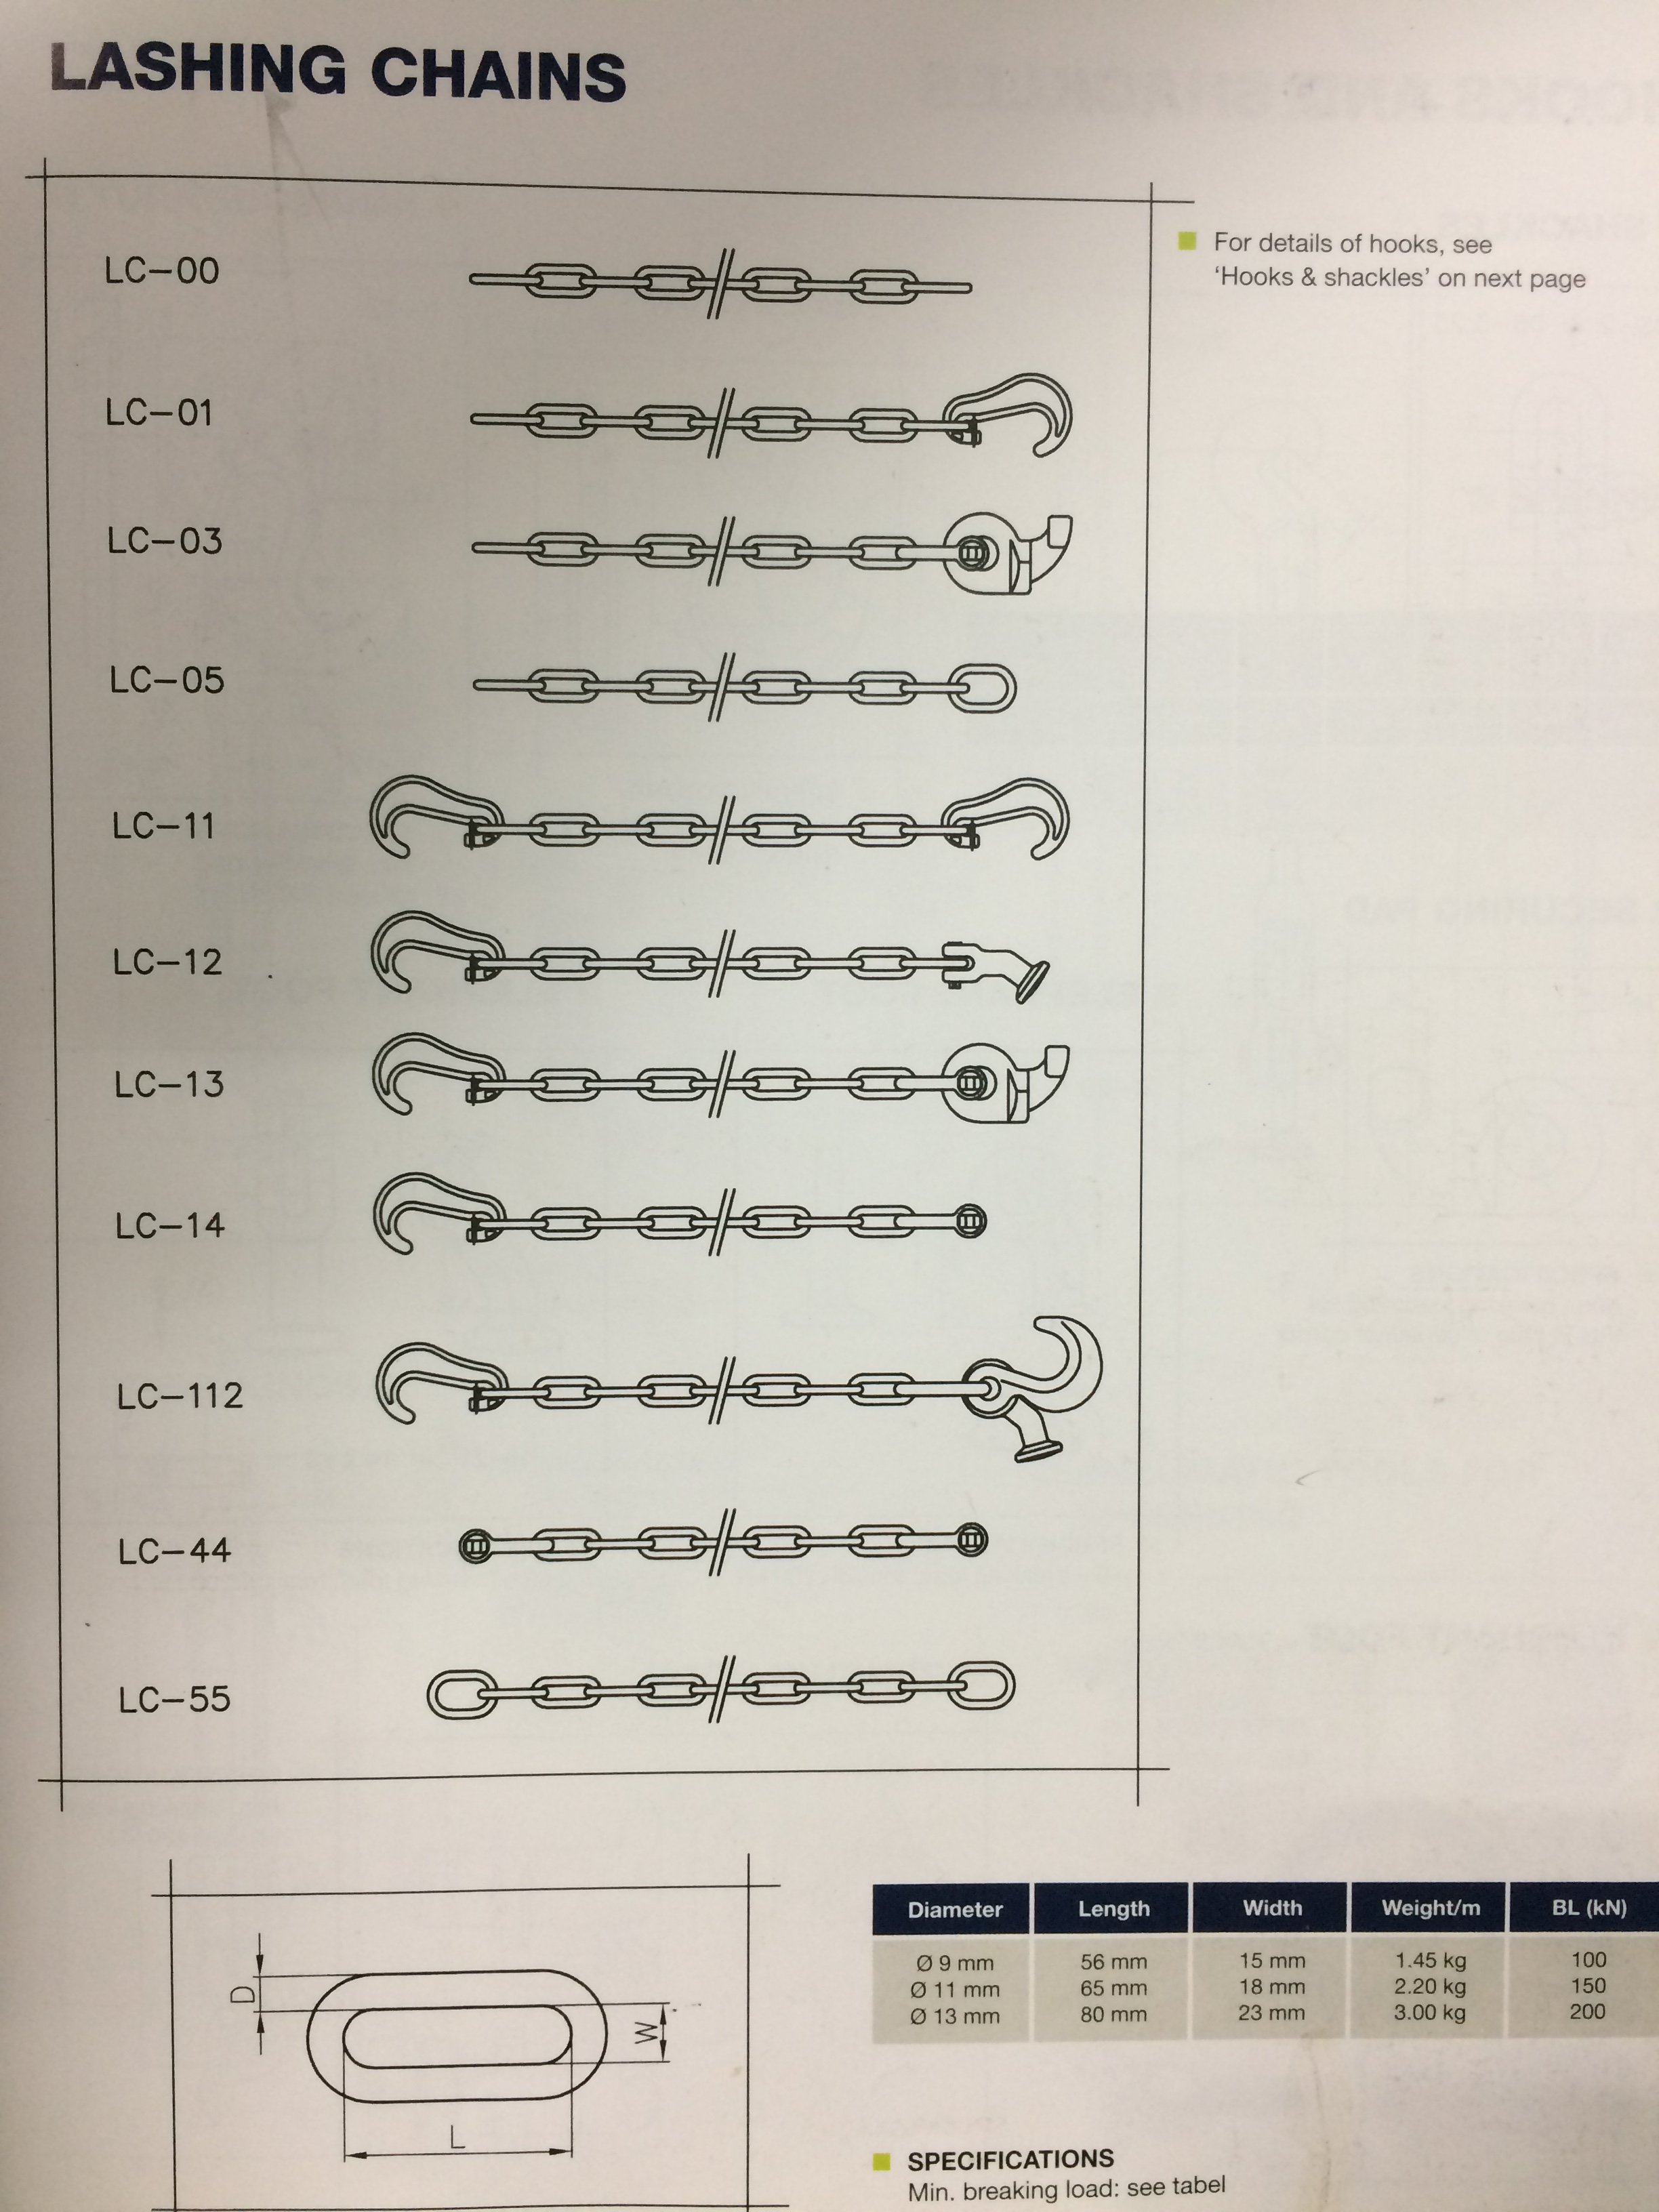 LASHING CHAINS
For details of hooks, see
‘Hooks & shackles’ on next page
LC-00
LC-01
LC-03
LC-05
LC-11
LC-12
LC-13
LC-14
LC-112
LC-44
LC-55
D
W
L
Diameter Length Width Weight/m BL (kN)
Ø 9 mm 56 mm 15 mm 1.45 kg 100
Ø 11 mm 65 mm 18 mm 2.20 kg 150
Ø 13 mm 80 mm 23 mm 3.00 kg 200
SPECIFICATIONS
Min. breaking load: see tabel